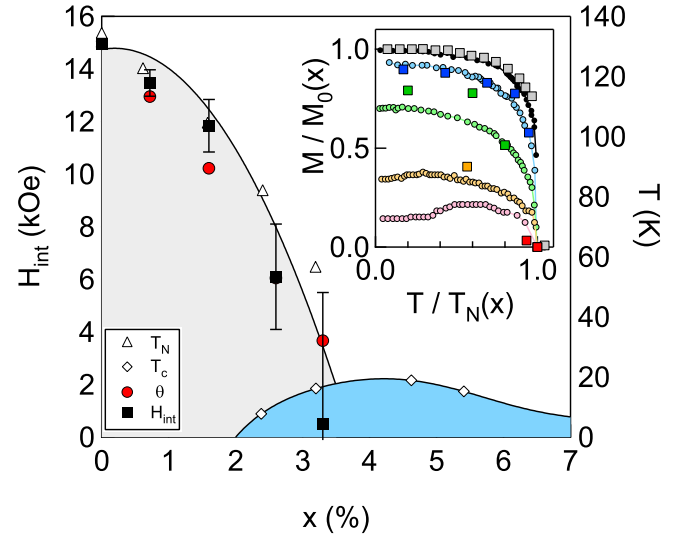 16
14
12
10
8
6
4
2
0
H_int (kOe)
140
120
100
80
60
40
20
0
T (K)
0 1 2 3 4 5 6 7
x (%)
T_N
T_c
θ
H_int
1.0
0.5
0.0
M / M_0(x)
0.0 1.0
T / T_N(x)